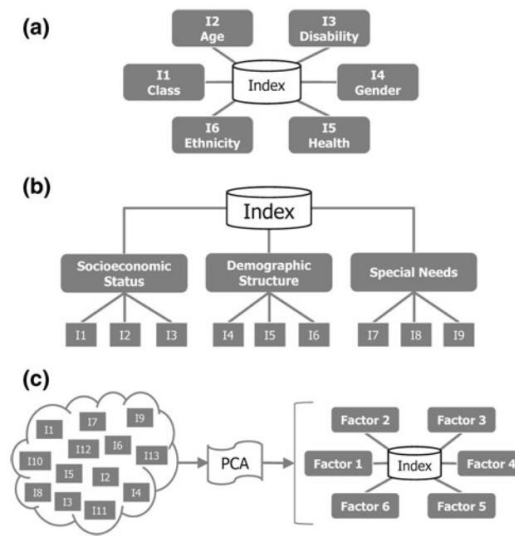 (a)
I2
Age
I3
Disability
I1
Class
Index
I4
Gender
I6
Ethnicity
I5
Health
(b)
Index
Socioeconomic
Status
Demographic
Structure
Special Needs
I1 I2 I3 I4 I5 I6 I7 I8 I9
(c)
I1 I7 I9
I12 I6
I10 I13
I5 I2
I8 I4
I3 I11
PCA
Factor 2 Factor 3
Factor 1 Index Factor 4
Factor 6 Factor 5